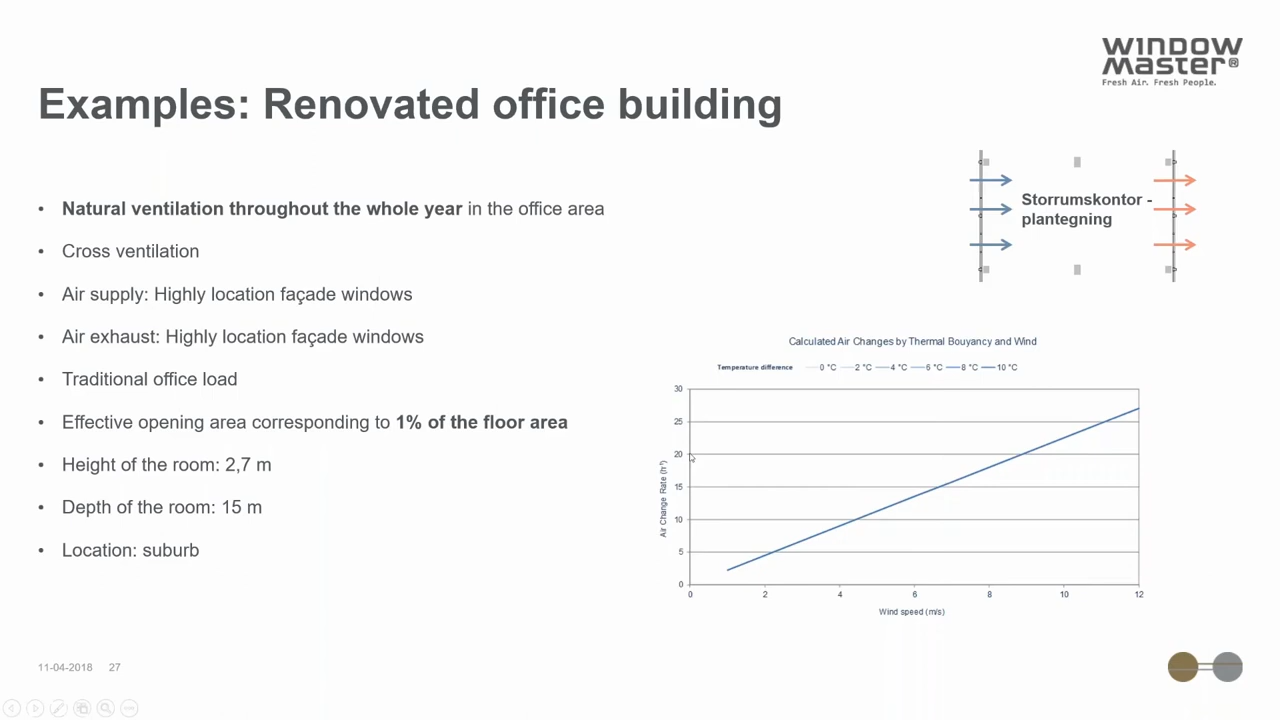 WINDOW
Master®
Fresh Air. Fresh People.
Examples: Renovated office building
• Natural ventilation throughout the whole year in the office area
• Cross ventilation
• Air supply: Highly location façade windows
• Air exhaust: Highly location façade windows
• Traditional office load
• Effective opening area corresponding to 1% of the floor area
• Height of the room: 2,7 m
• Depth of the room: 15 m
• Location: suburb
Storrumskontor -
plantegning
Calculated Air Changes by Thermal Bouyancy and Wind
Temperature difference 0 °C 2 °C 4 °C 6 °C 8 °C 10 °C
Air Change Rate (h⁻¹)
30
25
20
15
10
5
0
0 2 4 6 8 10 12
Wind speed (m/s)
11-04-2018 27